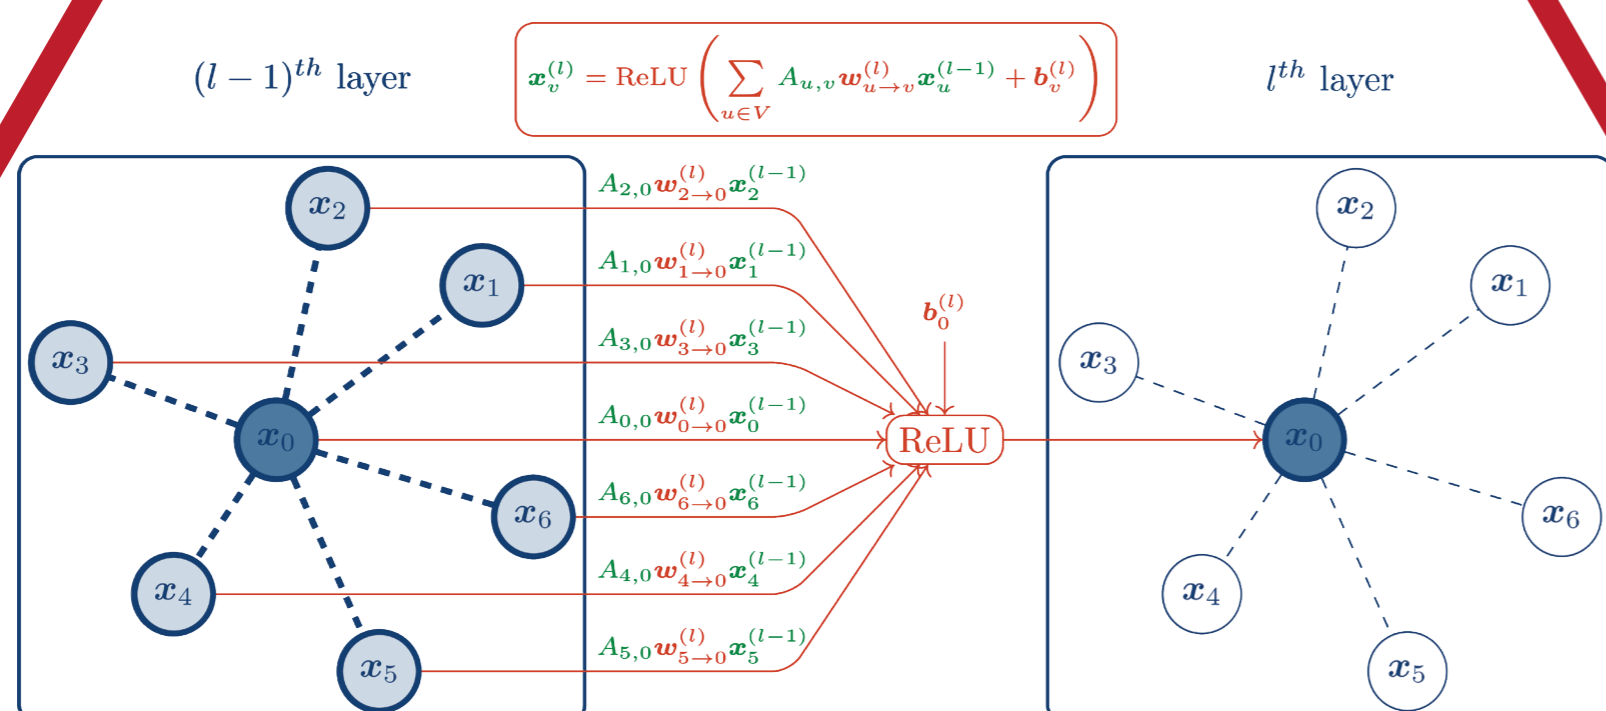 (l − 1)^{th} layer
x_v^{(l)} = ReLU ( ∑_{u∈V} A_{u,v} w_{u→v}^{(l)} x_u^{(l−1)} + b_v^{(l)} )
l^{th} layer
x_2
x_1
x_3
x_0
x_6
x_4
x_5
A_{2,0} w_{2→0}^{(l)} x_2^{(l−1)}
A_{1,0} w_{1→0}^{(l)} x_1^{(l−1)}
A_{3,0} w_{3→0}^{(l)} x_3^{(l−1)}
A_{0,0} w_{0→0}^{(l)} x_0^{(l−1)}
A_{6,0} w_{6→0}^{(l)} x_6^{(l−1)}
A_{4,0} w_{4→0}^{(l)} x_4^{(l−1)}
A_{5,0} w_{5→0}^{(l)} x_5^{(l−1)}
b_0^{(l)}
ReLU
x_2
x_1
x_3
x_0
x_6
x_4
x_5